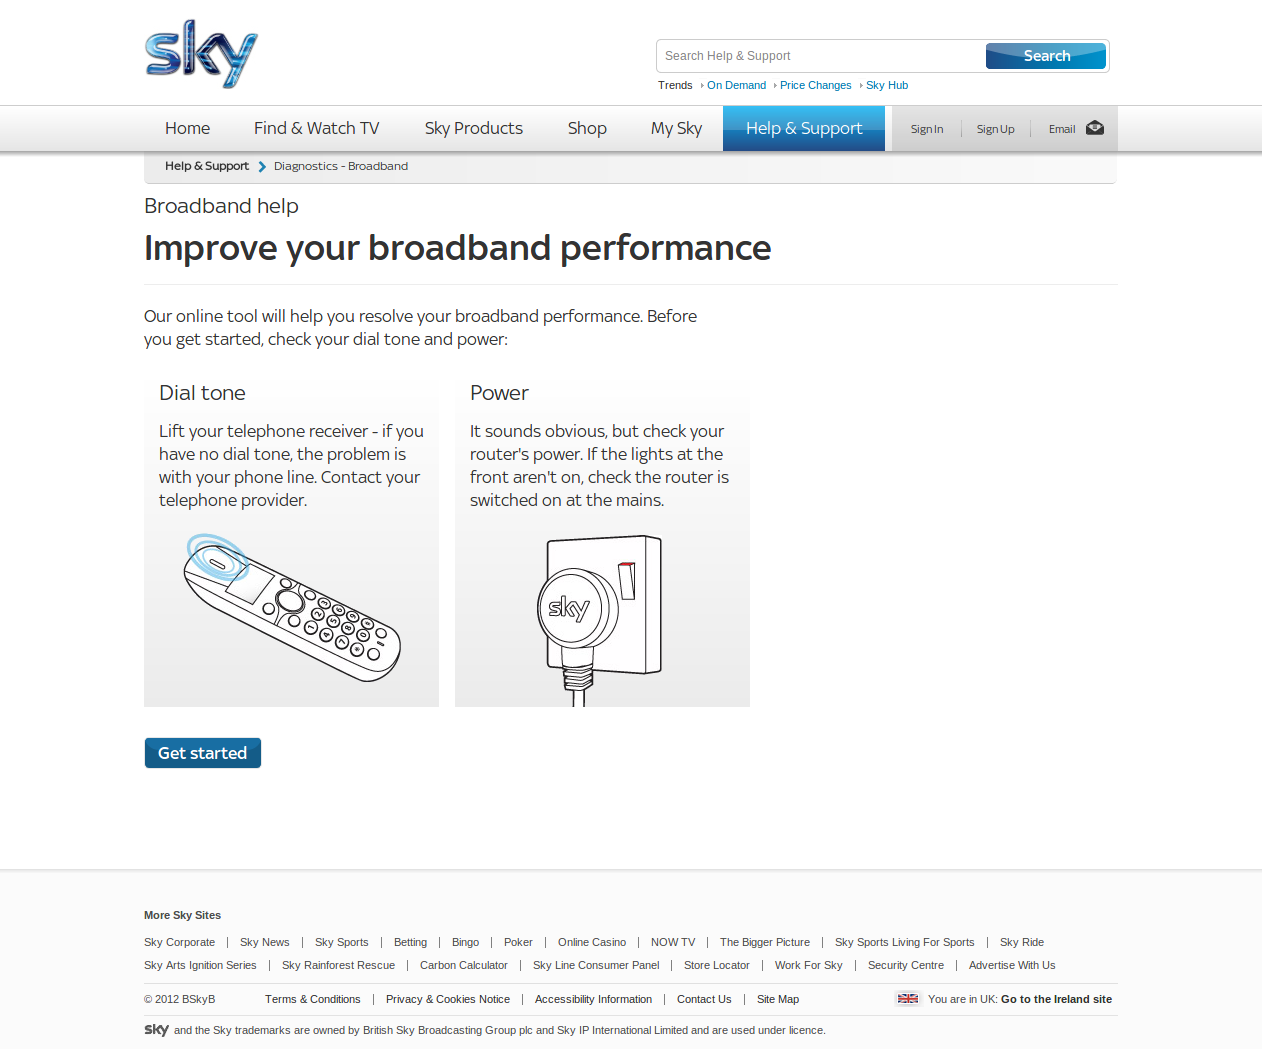 sky
Search Help & Support
Search
Trends On Demand Price Changes Sky Hub
Home Find & Watch TV Sky Products Shop My Sky Help & Support Sign In Sign Up Email
Help & Support Diagnostics - Broadband
Broadband help
Improve your broadband performance
Our online tool will help you resolve your broadband performance. Before
you get started, check your dial tone and power:
Dial tone
Lift your telephone receiver - if you
have no dial tone, the problem is
with your phone line. Contact your
telephone provider.
1 2 3
4 5 6
7 8 9
* 0 #
Power
It sounds obvious, but check your
router's power. If the lights at the
front aren't on, check the router is
switched on at the mains.
sky
Get started
More Sky Sites
Sky Corporate | Sky News | Sky Sports | Betting | Bingo | Poker | Online Casino | NOW TV | The Bigger Picture | Sky Sports Living For Sports | Sky Ride
Sky Arts Ignition Series | Sky Rainforest Rescue | Carbon Calculator | Sky Line Consumer Panel | Store Locator | Work For Sky | Security Centre | Advertise With Us
© 2012 BSkyB Terms & Conditions | Privacy & Cookies Notice | Accessibility Information | Contact Us | Site Map You are in UK: Go to the Ireland site
sky and the Sky trademarks are owned by British Sky Broadcasting Group plc and Sky IP International Limited and are used under licence.